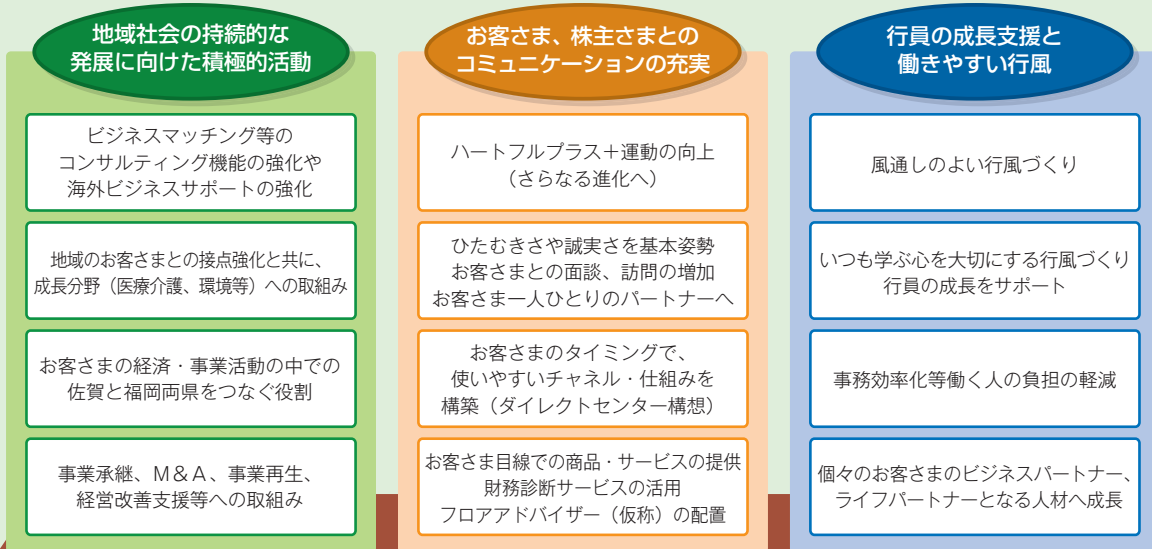 地域社会の持続的な
発展に向けた積極的活動
ビジネスマッチング等の
コンサルティング機能の強化や
海外ビジネスサポートの強化
地域のお客さまとの接点強化と共に、
成長分野（医療介護、環境等）への取組み
お客さまの経済・事業活動の中での
佐賀と福岡両県をつなぐ役割
事業承継、M＆A、事業再生、
経営改善支援等への取組み
お客さま、株主さまとの
コミュニケーションの充実
ハートフルプラス＋運動の向上
（さらなる進化へ）
ひたむきさや誠実さを基本姿勢
お客さまとの面談、訪問の増加
お客さま一人ひとりのパートナーへ
お客さまのタイミングで、
使いやすいチャネル・仕組みを
構築（ダイレクトセンター構想）
お客さま目線での商品・サービスの提供
財務診断サービスの活用
フロアアドバイザー（仮称）の配置
行員の成長支援と
働きやすい行風
風通しのよい行風づくり
いつも学ぶ心を大切にする行風づくり
行員の成長をサポート
事務効率化等働く人の負担の軽減
個々のお客さまのビジネスパートナー、
ライフパートナーとなる人材へ成長